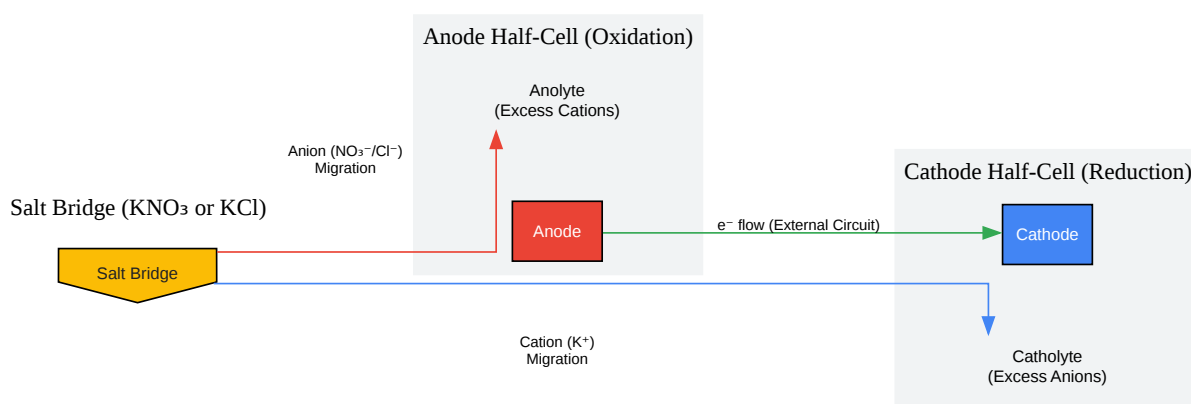 Anode Half-Cell (Oxidation)
Anolyte
(Excess Cations)
Anion (NO₃⁻/Cl⁻)
Migration
Cathode Half-Cell (Reduction)
Salt Bridge (KNO₃ or KCl)
Anode
e⁻ flow (External Circuit)
Cathode
Salt Bridge
Cation (K⁺)
Migration
Catholyte
(Excess Anions)